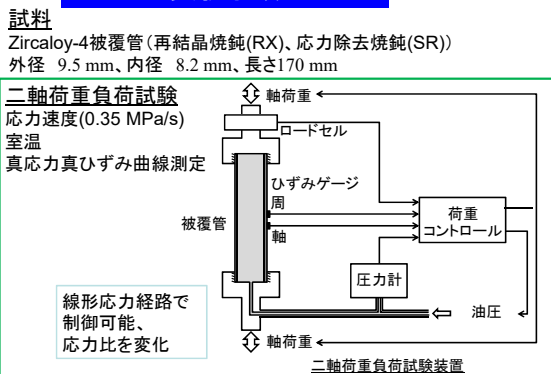 試料
Zircaloy-4被覆管(再結晶焼鈍(RX)、応力除去焼鈍(SR))
外径 9.5 mm、内径 8.2 mm、長さ170 mm
二軸荷重負荷試験
応力速度(0.35 MPa/s)
室温
真応力真ひずみ曲線測定
軸荷重
ロードセル
ひずみゲージ
周
軸
被覆管
荷重
コントロール
圧力計
油圧
線形応力経路で
制御可能、
応力比を変化
軸荷重
二軸荷重負荷試験装置